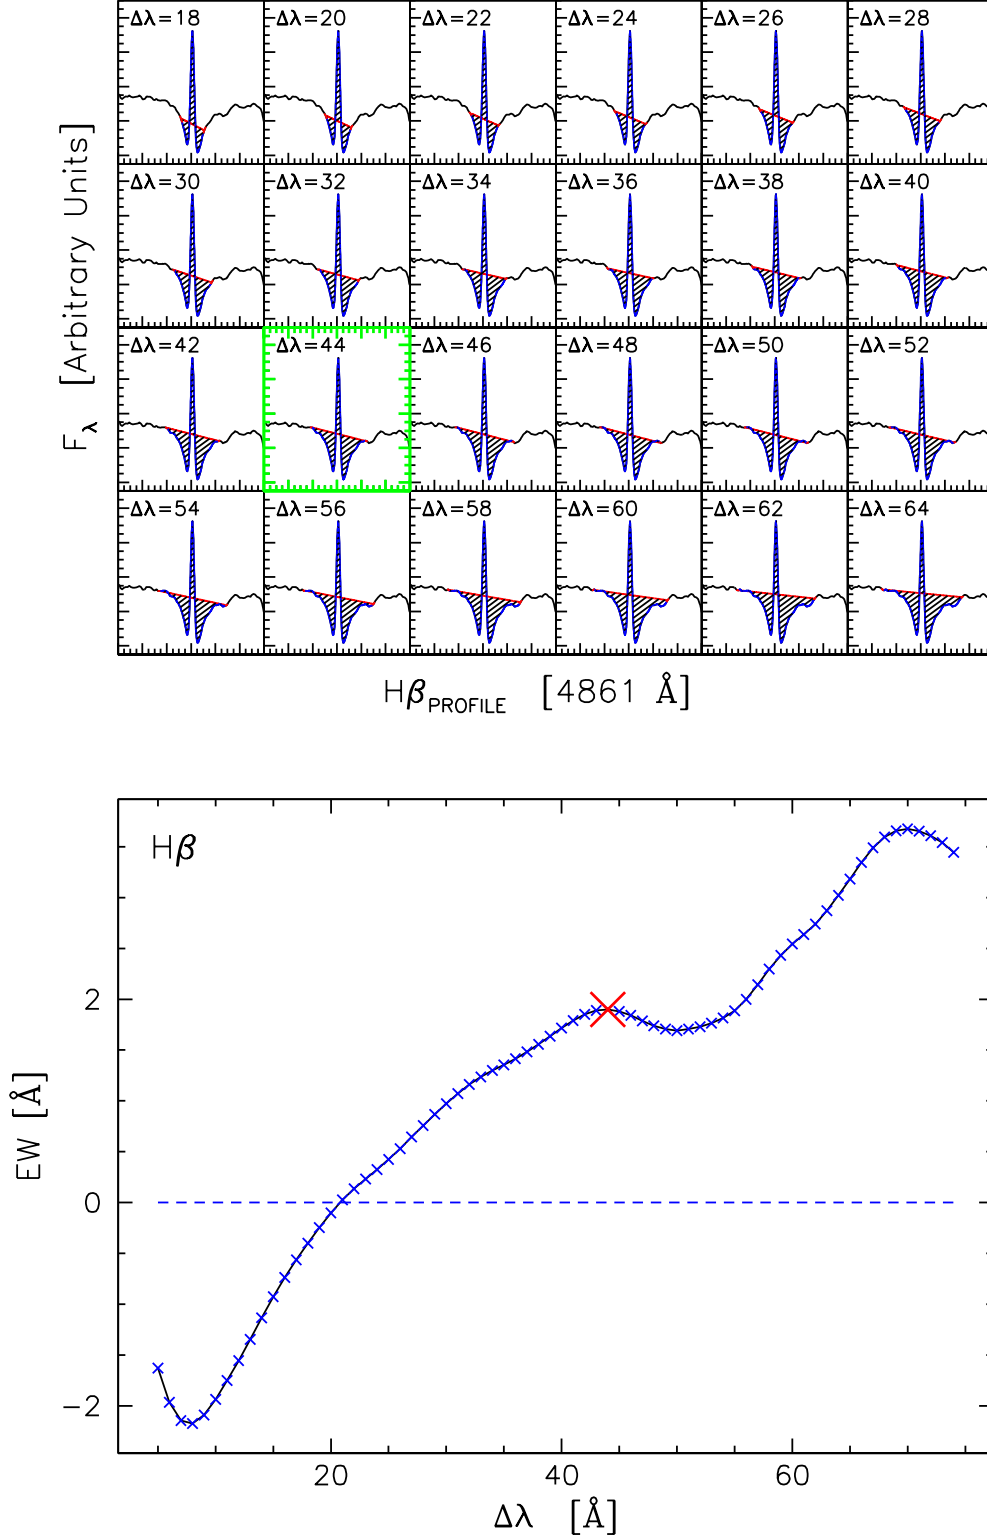 Δλ=18 Δλ=20 Δλ=22 Δλ=24 Δλ=26 Δλ=28
Δλ=30 Δλ=32 Δλ=34 Δλ=36 Δλ=38 Δλ=40
Δλ=42 Δλ=44 Δλ=46 Δλ=48 Δλ=50 Δλ=52
Δλ=54 Δλ=56 Δλ=58 Δλ=60 Δλ=62 Δλ=64
Fλ [Arbitrary Units]
HβPROFILE [4861 Å]
Hβ
2
0
−2
EW [Å]
20 40 60
Δλ [Å]